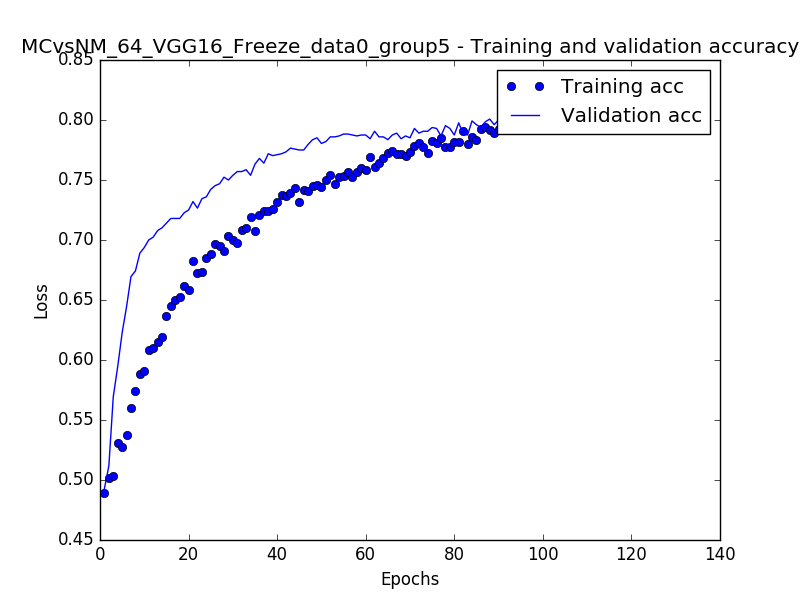 MCvsNM_64_VGG16_Freeze_data0_group5 - Training and validation accuracy
0.85
0.80
0.75
0.70
0.65
0.60
0.55
0.50
0.45
Loss
Training acc
Validation acc
0 20 40 60 80 100 120 140
Epochs